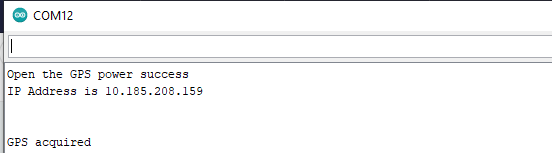 COM12
Open the GPS power success
IP Address is 10.185.208.159
GPS acquired